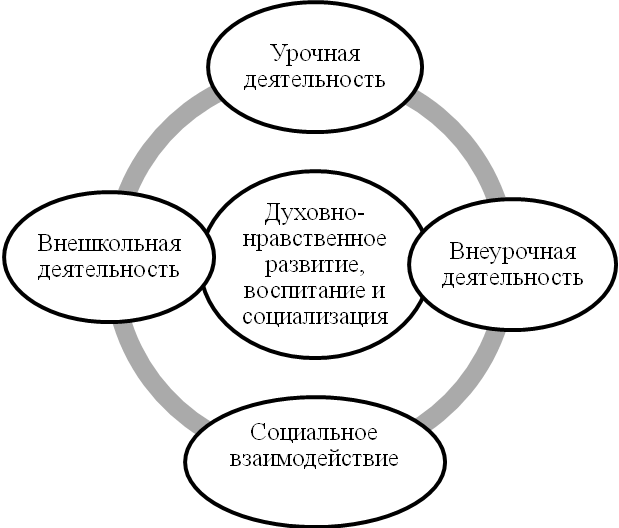 Урочная
деятельность
Внешкольная
деятельность
Духовно-
нравственное
развитие,
воспитание и
социализация
Внеурочная
деятельность
Социальное
взаимодействие